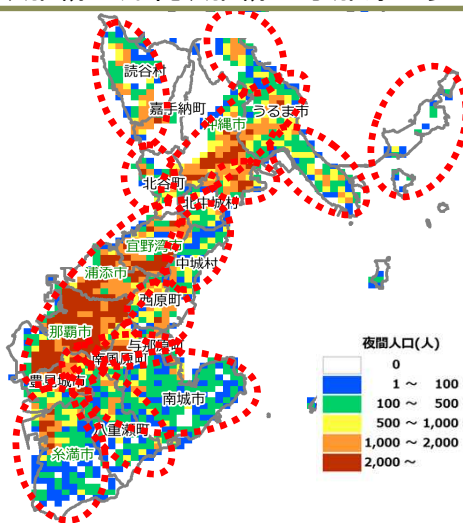 読谷村
嘉手納町
うるま市
沖縄市
北谷町
北中城村
宜野湾市
中城村
浦添市
西原町
那覇市
与那原町
南風原町
豊見城市
南城市
八重瀬町
糸満市
夜間人口(人)
0
1 ～ 100
100 ～ 500
500 ～ 1,000
1,000 ～ 2,000
2,000 ～